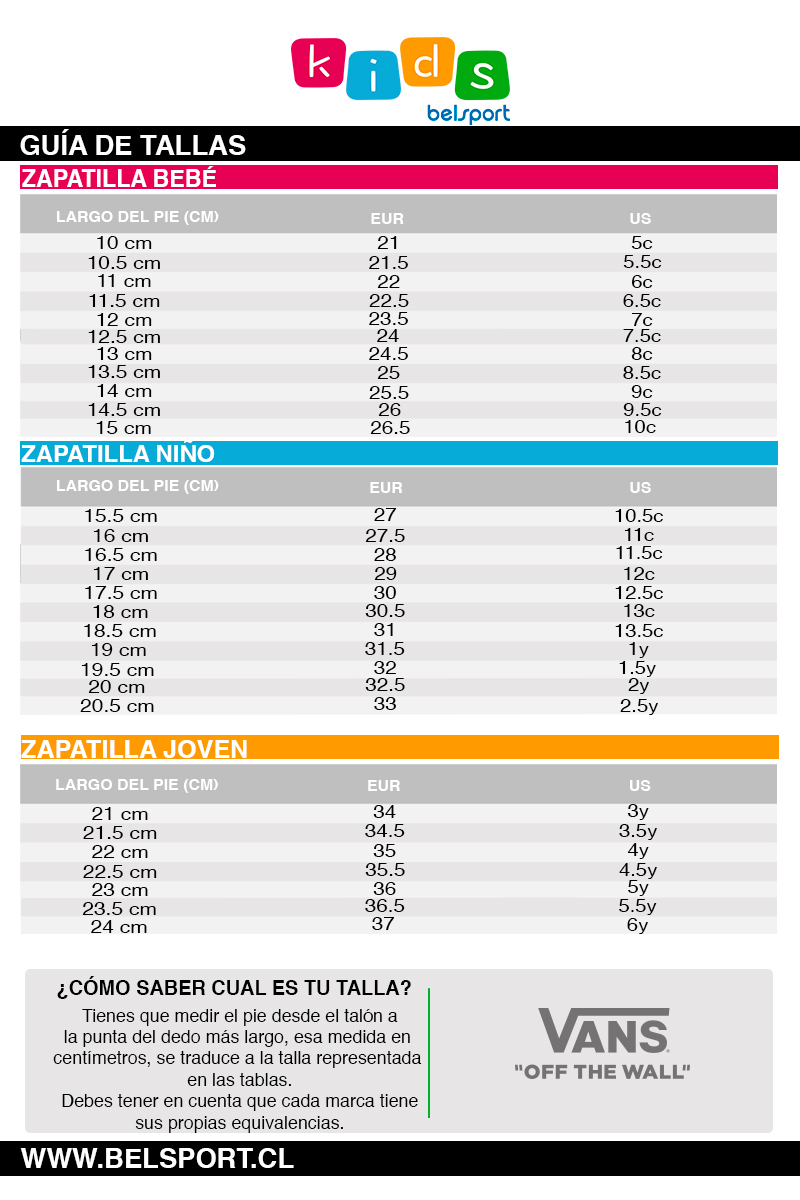 kids
belsport
GUÍA DE TALLAS
ZAPATILLA BEBÉ
LARGO DEL PIE (CM) EUR US
10 cm 21 5c
10.5 cm 21.5 5.5c
11 cm 22 6c
11.5 cm 22.5 6.5c
12 cm 23.5 7c
12.5 cm 24 7.5c
13 cm 24.5 8c
13.5 cm 25 8.5c
14 cm 25.5 9c
14.5 cm 26 9.5c
15 cm 26.5 10c
ZAPATILLA NIÑO
LARGO DEL PIE (CM) EUR US
15.5 cm 27 10.5c
16 cm 27.5 11c
16.5 cm 28 11.5c
17 cm 29 12c
17.5 cm 30 12.5c
18 cm 30.5 13c
18.5 cm 31 13.5c
19 cm 31.5 1y
19.5 cm 32 1.5y
20 cm 32.5 2y
20.5 cm 33 2.5y
ZAPATILLA JOVEN
LARGO DEL PIE (CM) EUR US
21 cm 34 3y
21.5 cm 34.5 3.5y
22 cm 35 4y
22.5 cm 35.5 4.5y
23 cm 36 5y
23.5 cm 36.5 5.5y
24 cm 37 6y
¿CÓMO SABER CUAL ES TU TALLA?
Tienes que medir el pie desde el talón a
la punta del dedo más largo, esa medida en
centímetros, se traduce a la talla representada
en las tablas.
Debes tener en cuenta que cada marca tiene
sus propias equivalencias.
VANS
"OFF THE WALL"
WWW.BELSPORT.CL